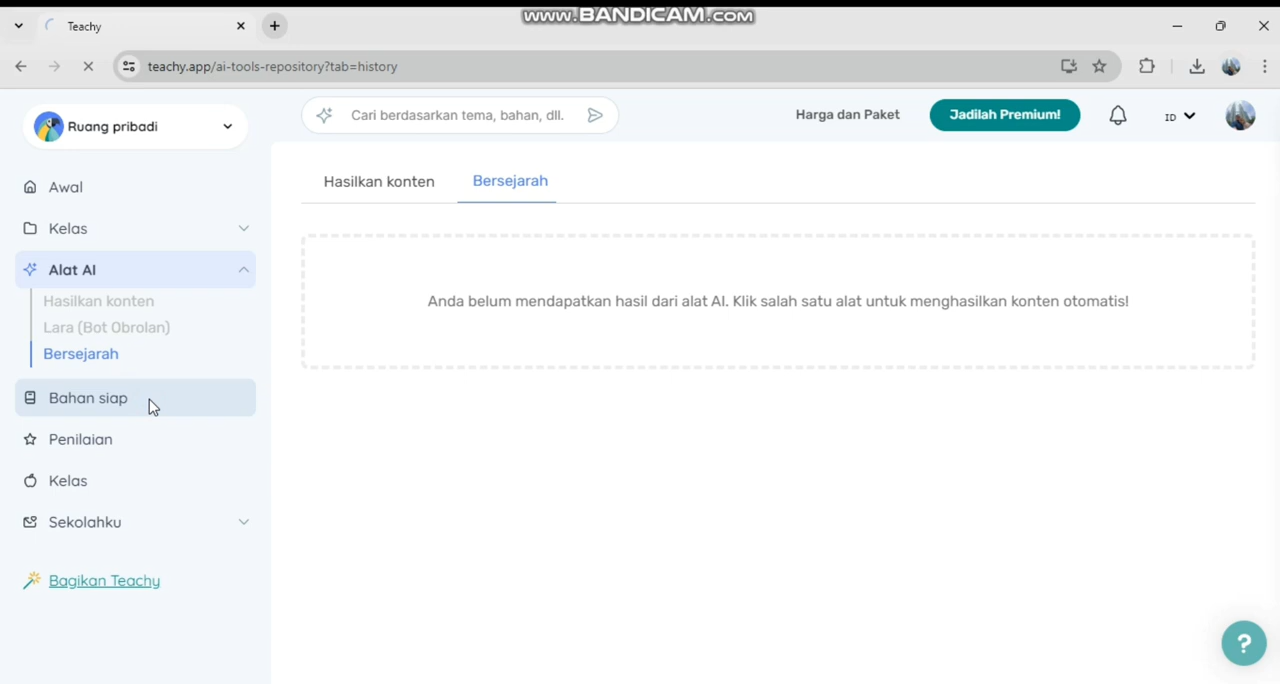 www.BANDICAM.com
Teachy
teachy.app/ai-tools-repository?tab=history
Ruang pribadi
Cari berdasarkan tema, bahan, dll.
Harga dan Paket
Jadilah Premium!
ID
Awal
Kelas
Alat AI
Hasilkan konten
Lara (Bot Obrolan)
Bersejarah
Bahan siap
Penilaian
Kelas
Sekolahku
Bagikan Teachy
Hasilkan konten
Bersejarah
Anda belum mendapatkan hasil dari alat AI. Klik salah satu alat untuk menghasilkan konten otomatis!
?